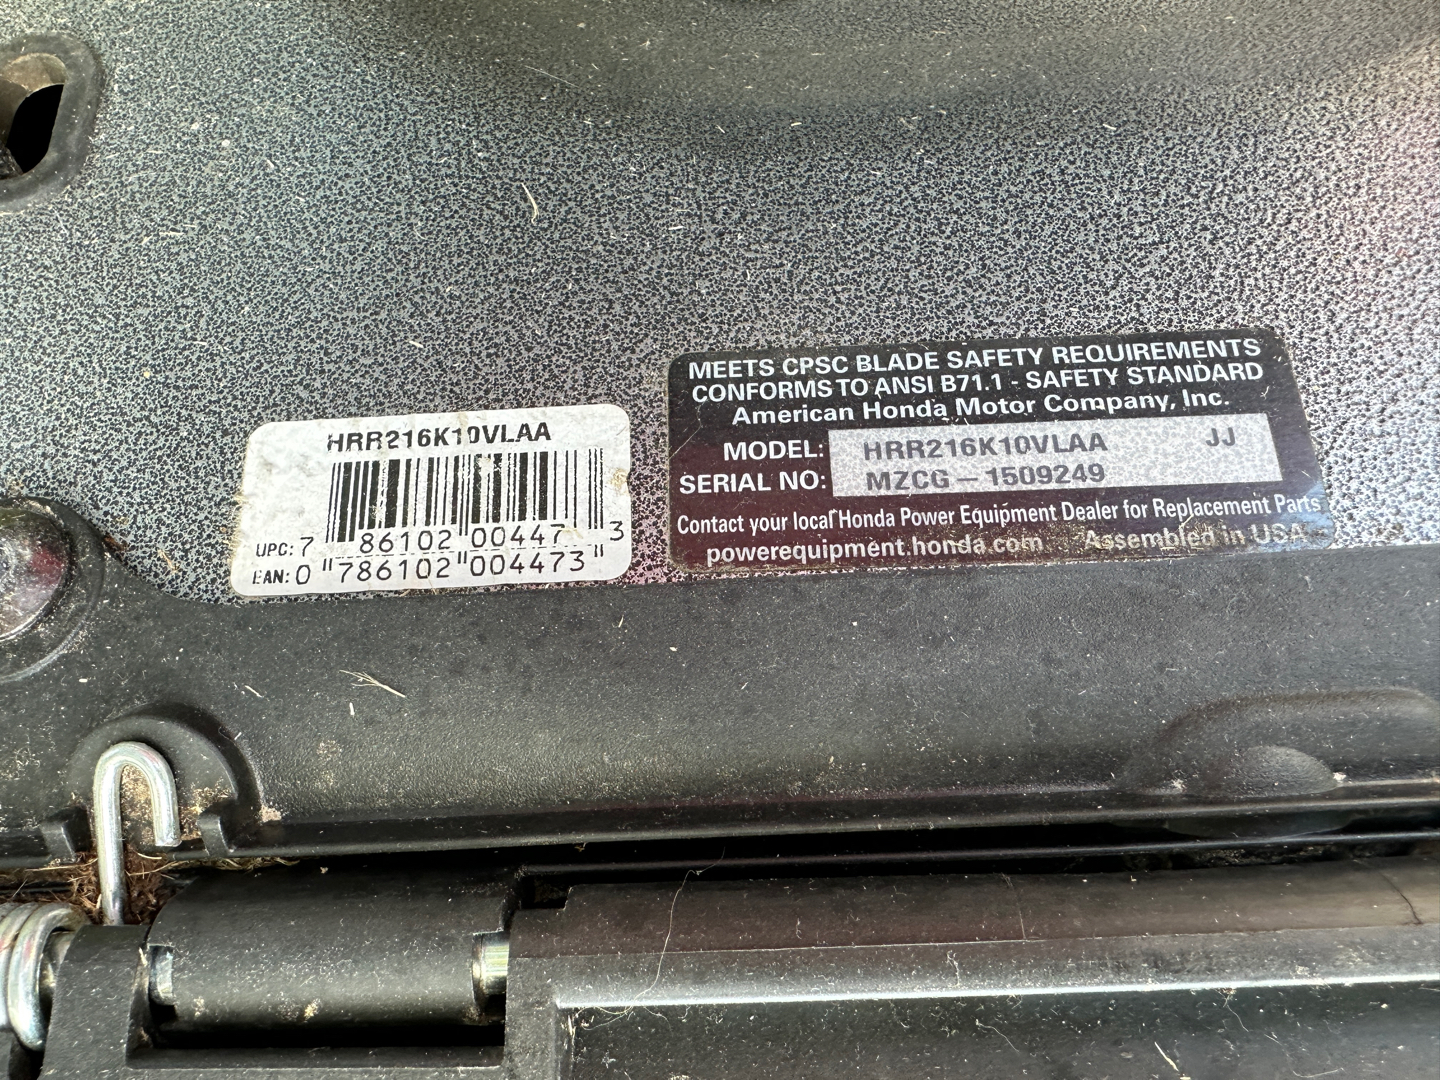 HRR216K10VLAA
UPC: 7 86102 00447 3
EAN: 0 "786102"004473"
MEETS CPSC BLADE SAFETY REQUIREMENTS
CONFORMS TO ANSI B71.1 - SAFETY STANDARD
American Honda Motor Company, Inc.
MODEL: HRR216K10VLAA JJ
SERIAL NO: MZCG – 1509249
Contact your local Honda Power Equipment Dealer for Replacement Parts
powerequipment.honda.com Assembled in USA